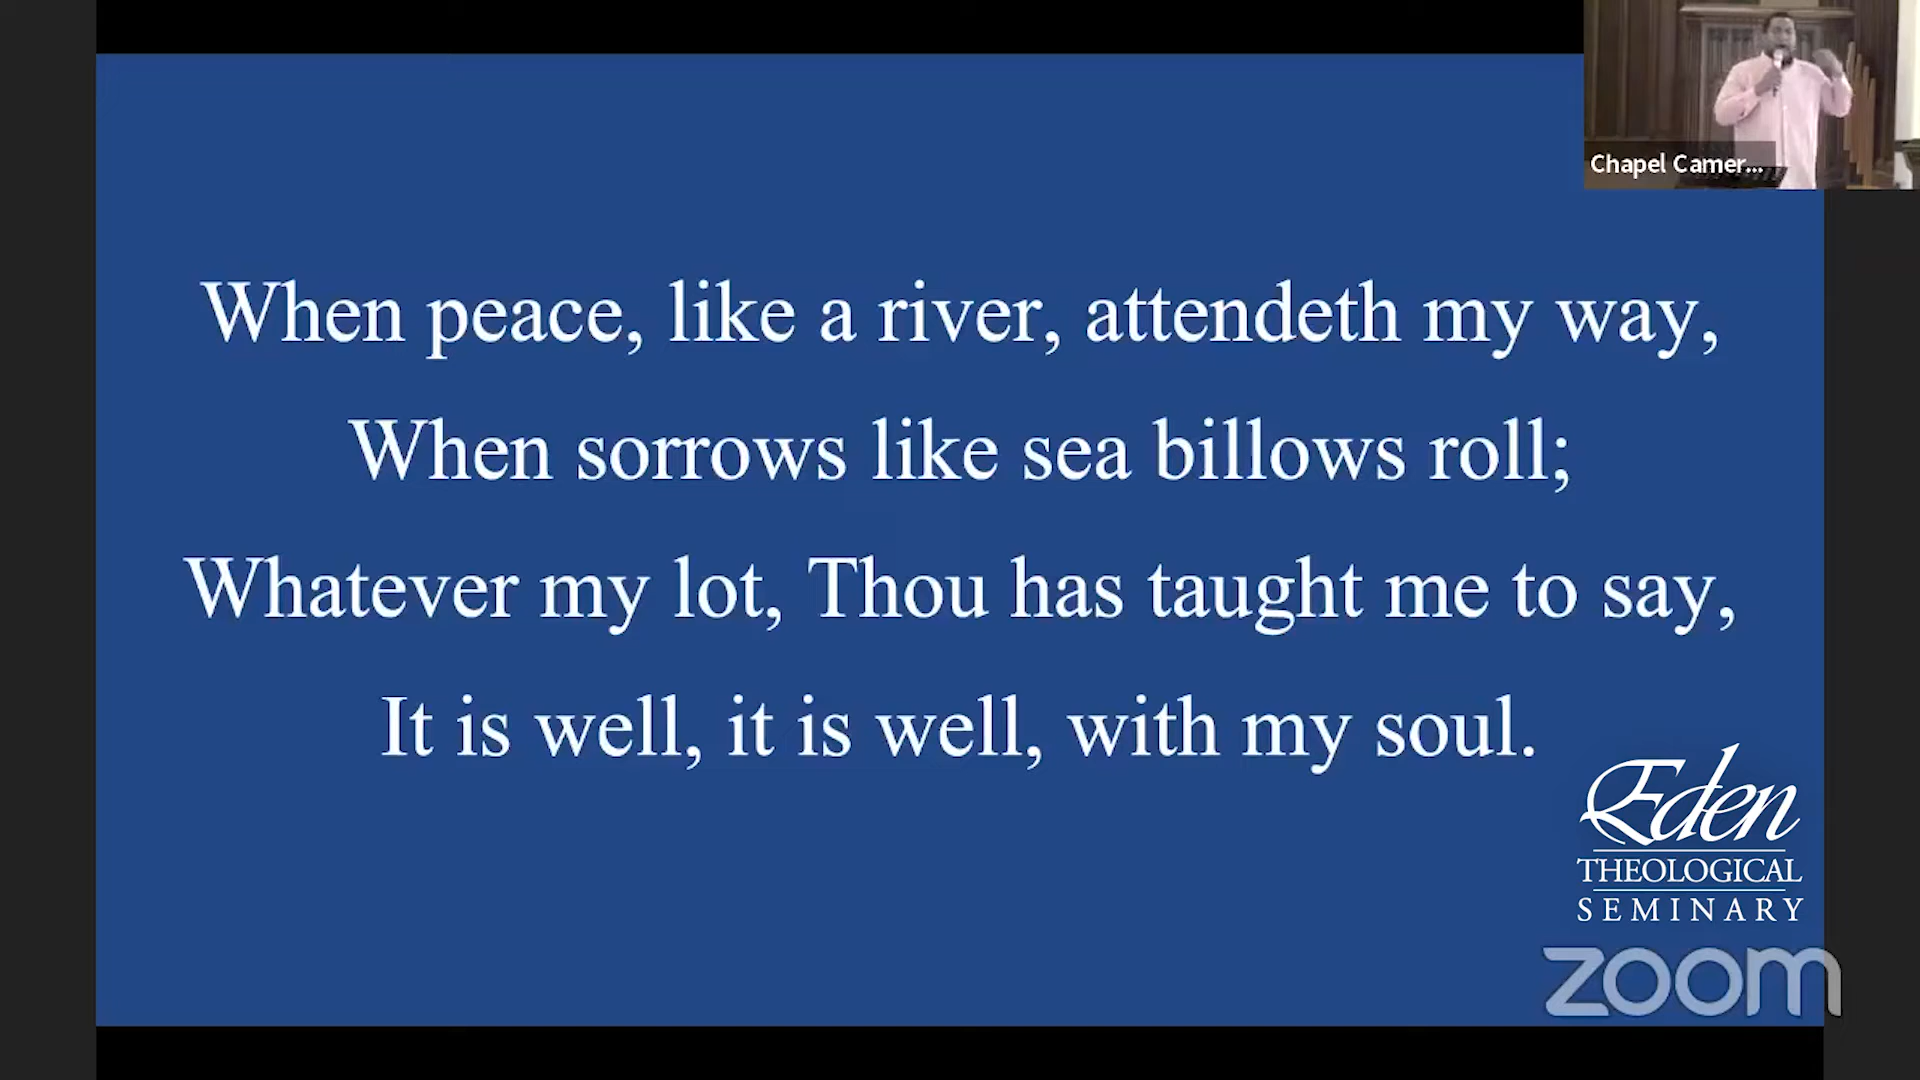 Chapel Camer...
When peace, like a river, attendeth my way,
When sorrows like sea billows roll;
Whatever my lot, Thou has taught me to say,
It is well, it is well, with my soul.
Eden
THEOLOGICAL
SEMINARY
zoom